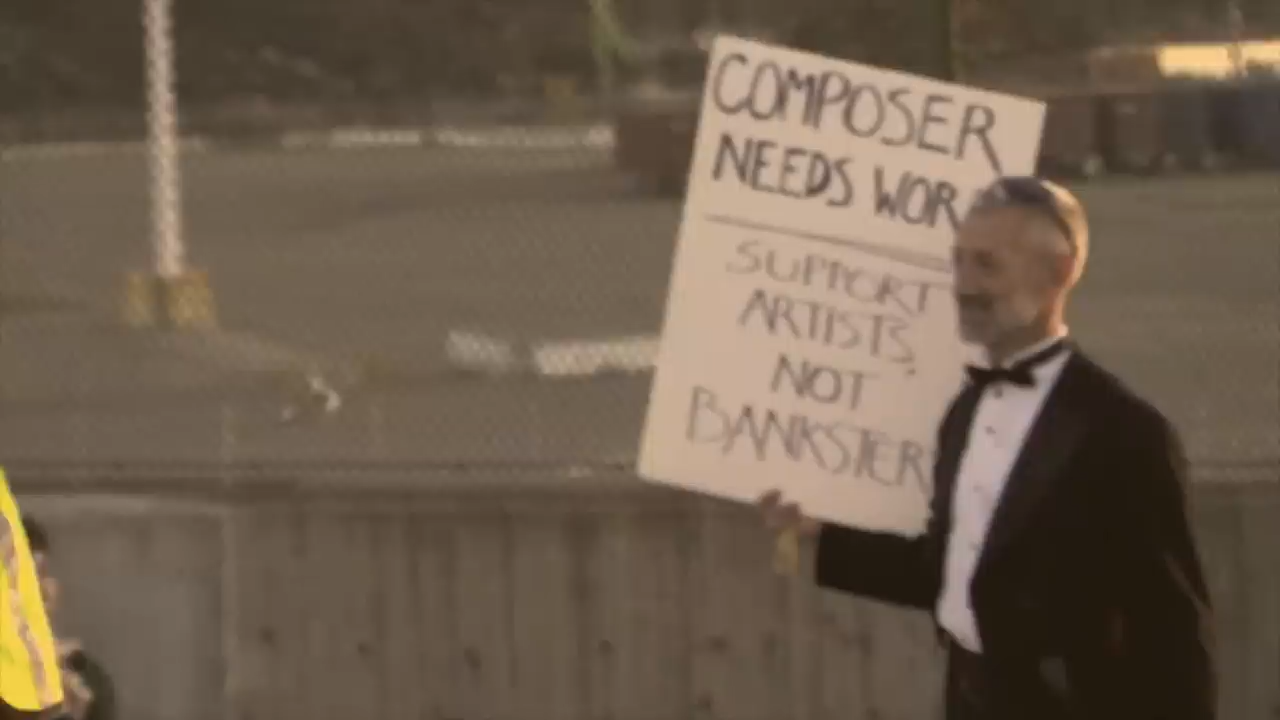 COMPOSER
NEEDS WOR
SUPPORT
ARTISTS,
NOT
BANKSTER